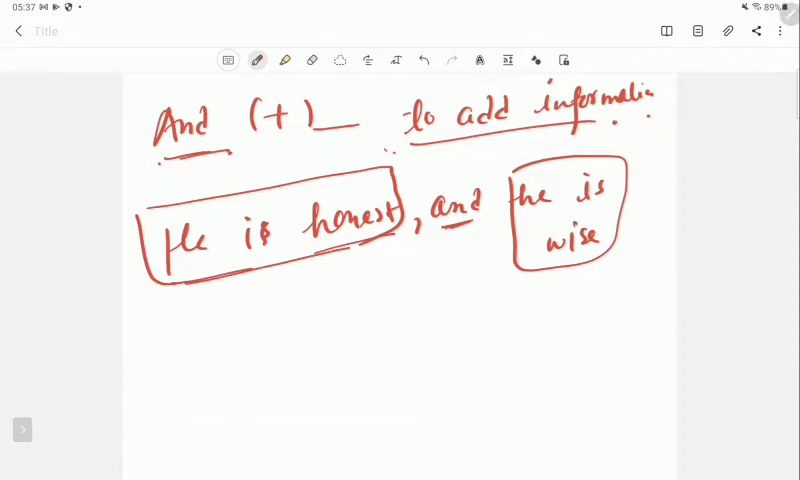 05:37
89%
Title
And (+) to add informatio
He is honest, and he is
wise